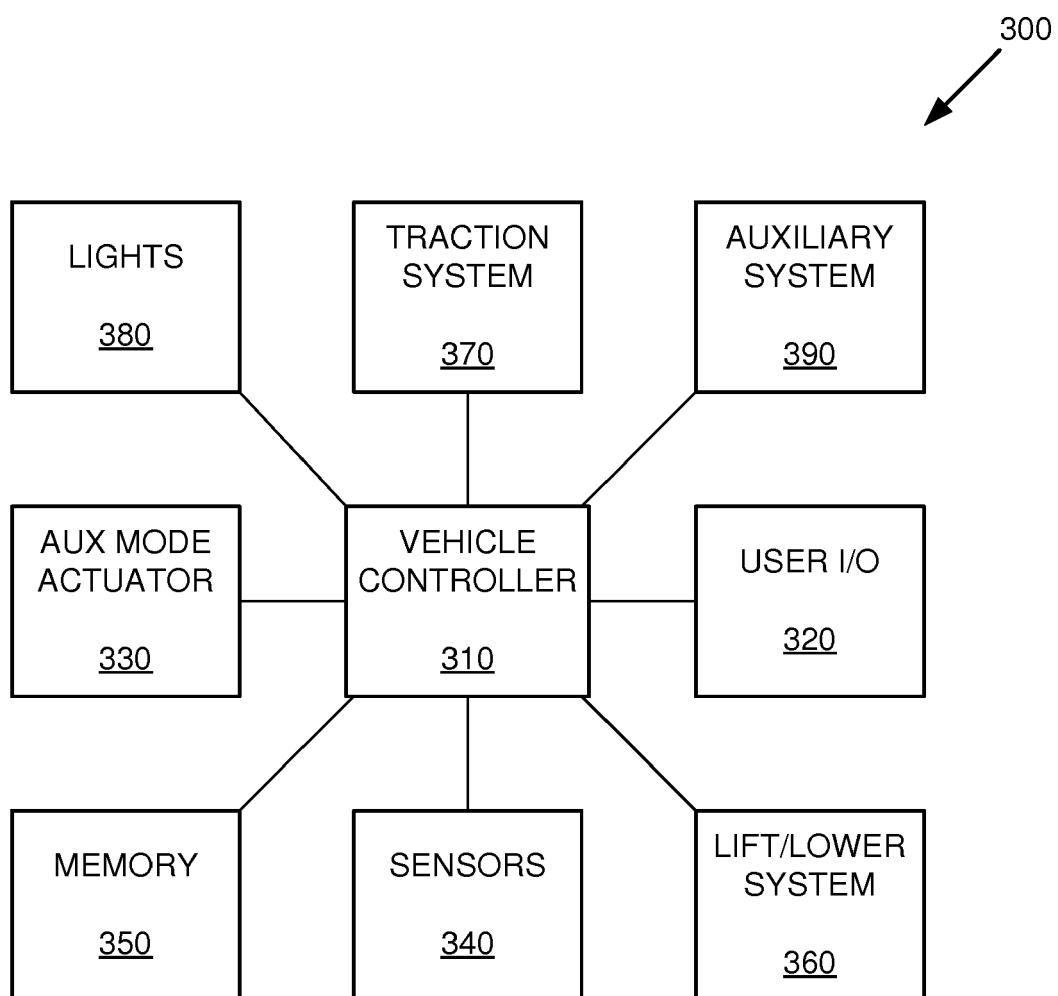 300
LIGHTS
380
TRACTION
SYSTEM
370
AUXILIARY
SYSTEM
390
AUX MODE
ACTUATOR
330
VEHICLE
CONTROLLER
310
USER I/O
320
MEMORY
350
SENSORS
340
LIFT/LOWER
SYSTEM
360